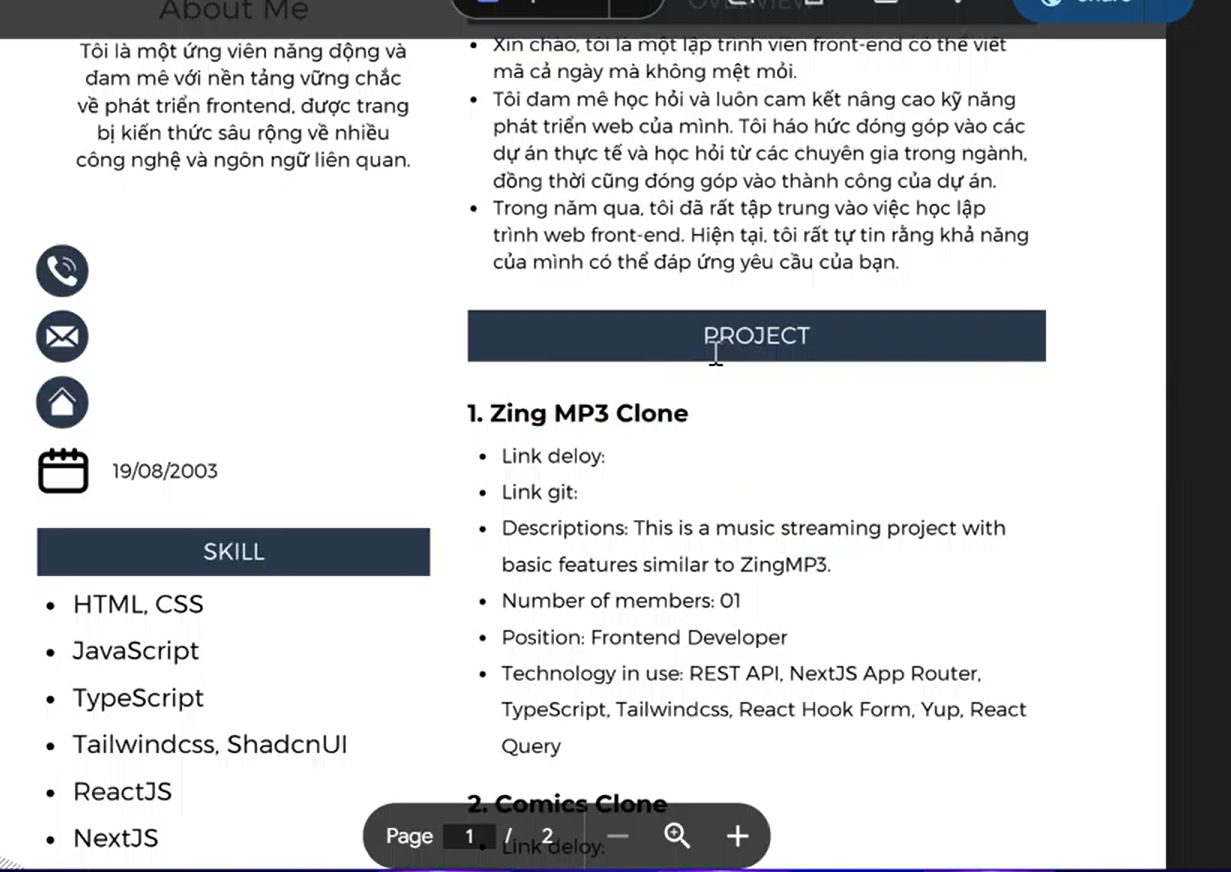 About Me
Tôi là một ứng viên năng động và
đam mê với nền tảng vững chắc
về phát triển frontend, được trang
bị kiến thức sâu rộng về nhiều
công nghệ và ngôn ngữ liên quan.
19/08/2003
SKILL
HTML, CSS
JavaScript
TypeScript
Tailwindcss, ShadcnUI
ReactJS
NextJS
OVERVIEW
Xin chào, tôi là một lập trình viên front-end có thể viết
mã cả ngày mà không mệt mỏi.
Tôi đam mê học hỏi và luôn cam kết nâng cao kỹ năng
phát triển web của mình. Tôi háo hức đóng góp vào các
dự án thực tế và học hỏi từ các chuyên gia trong ngành,
đồng thời cũng đóng góp vào thành công của dự án.
Trong năm qua, tôi đã rất tập trung vào việc học lập
trình web front-end. Hiện tại, tôi rất tự tin rằng khả năng
của mình có thể đáp ứng yêu cầu của bạn.
PROJECT
1. Zing MP3 Clone
Link deloy:
Link git:
Descriptions: This is a music streaming project with
basic features similar to ZingMP3.
Number of members: 01
Position: Frontend Developer
Technology in use: REST API, NextJS App Router,
TypeScript, Tailwindcss, React Hook Form, Yup, React
Query
2. Comics Clone
Link deloy:
Page 1 / 2